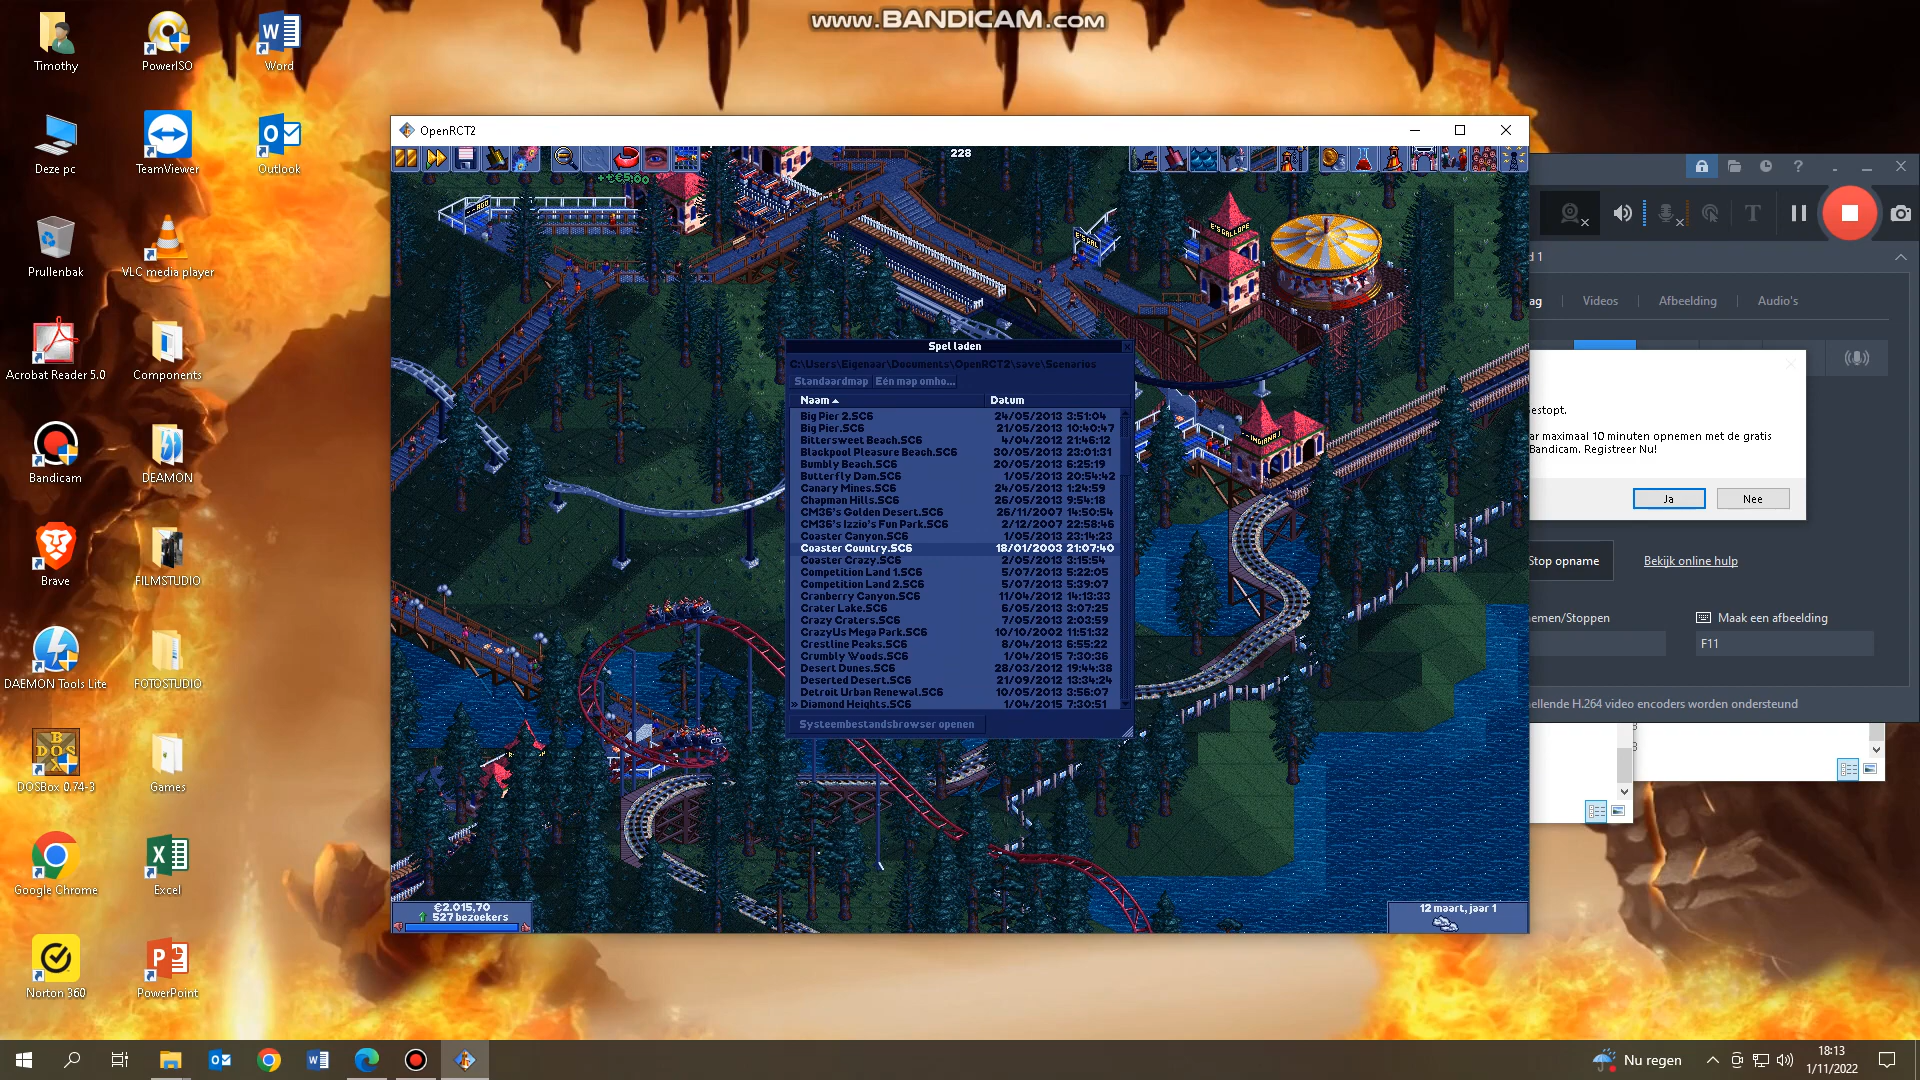 www.BANDICAM.com
Timothy
PowerISO
Word
Deze pc
TeamViewer
Outlook
Prullenbak
VLC media player
Acrobat Reader 5.0
Components
Bandicam
DEAMON
Brave
FILMSTUDIO
DAEMON Tools Lite
FOTOSTUDIO
DOSBox 0.74-3
Games
Google Chrome
Excel
Norton 360
PowerPoint
OpenRCT2
228
E'S GALLOPE
E'S GAL
INDIANA J
Spel laden
C:\Users\Eigenaar\Documents\OpenRCT2\save\Scenarios
Standaardmap
Eén map omho...
Naam
Datum
Big Pier 2.SC6 24/05/2013 3:51:04
Big Pier.SC6 21/05/2013 10:40:47
Bittersweet Beach.SC6 4/04/2012 21:46:12
Blackpool Pleasure Beach.SC6 30/05/2013 23:01:31
Bumbly Beach.SC6 20/05/2013 6:25:19
Butterfly Dam.SC6 1/05/2013 20:54:42
Canary Mines.SC6 24/05/2013 1:24:59
Chapman Hills.SC6 26/05/2013 9:54:18
CM36's Golden Desert.SC6 26/11/2007 14:50:54
CM36's Izzio's Fun Park.SC6 2/12/2007 22:58:46
Coaster Canyon.SC6 1/05/2013 23:14:23
Coaster Country.SC6 18/01/2003 21:07:40
Coaster Crazy.SC6 2/05/2013 3:15:54
Competition Land 1.SC6 5/07/2013 5:22:05
Competition Land 2.SC6 5/07/2013 5:39:07
Cranberry Canyon.SC6 11/04/2012 14:13:33
Crater Lake.SC6 6/05/2013 3:07:25
Crazy Craters.SC6 7/05/2013 2:03:59
CrazyUs Mega Park.SC6 10/10/2002 11:51:32
Crestline Peaks.SC6 8/04/2013 6:55:22
Crumbly Woods.SC6 1/04/2015 7:30:36
Desert Dunes.SC6 28/03/2012 19:44:38
Deserted Desert.SC6 21/09/2012 13:34:24
Detroit Urban Renewal.SC6 10/05/2013 3:56:07
» Diamond Heights.SC6 1/04/2015 7:30:51
Systeembestandsbrowser openen
€2.015,70
527 bezoekers
12 maart, jaar 1
d 1
ag
Videos
Afbeelding
Audio's
estopt.
ar maximaal 10 minuten opnemen met de gratis
Bandicam. Registreer Nu!
Ja
Nee
Stop opname
Bekijk online hulp
emen/Stoppen
Maak een afbeelding
F11
ellende H.264 video encoders worden ondersteund
Nu regen
18:13
1/11/2022